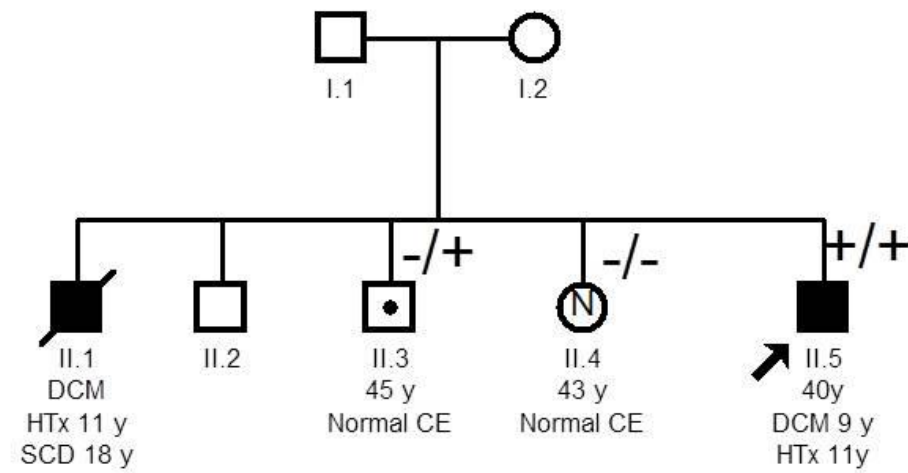 I.1
I.2
-/+
-/-
+/+
N
II.1
DCM
HTx 11 y
SCD 18 y
II.2
II.3
45 y
Normal CE
II.4
43 y
Normal CE
II.5
40y
DCM 9 y
HTx 11y